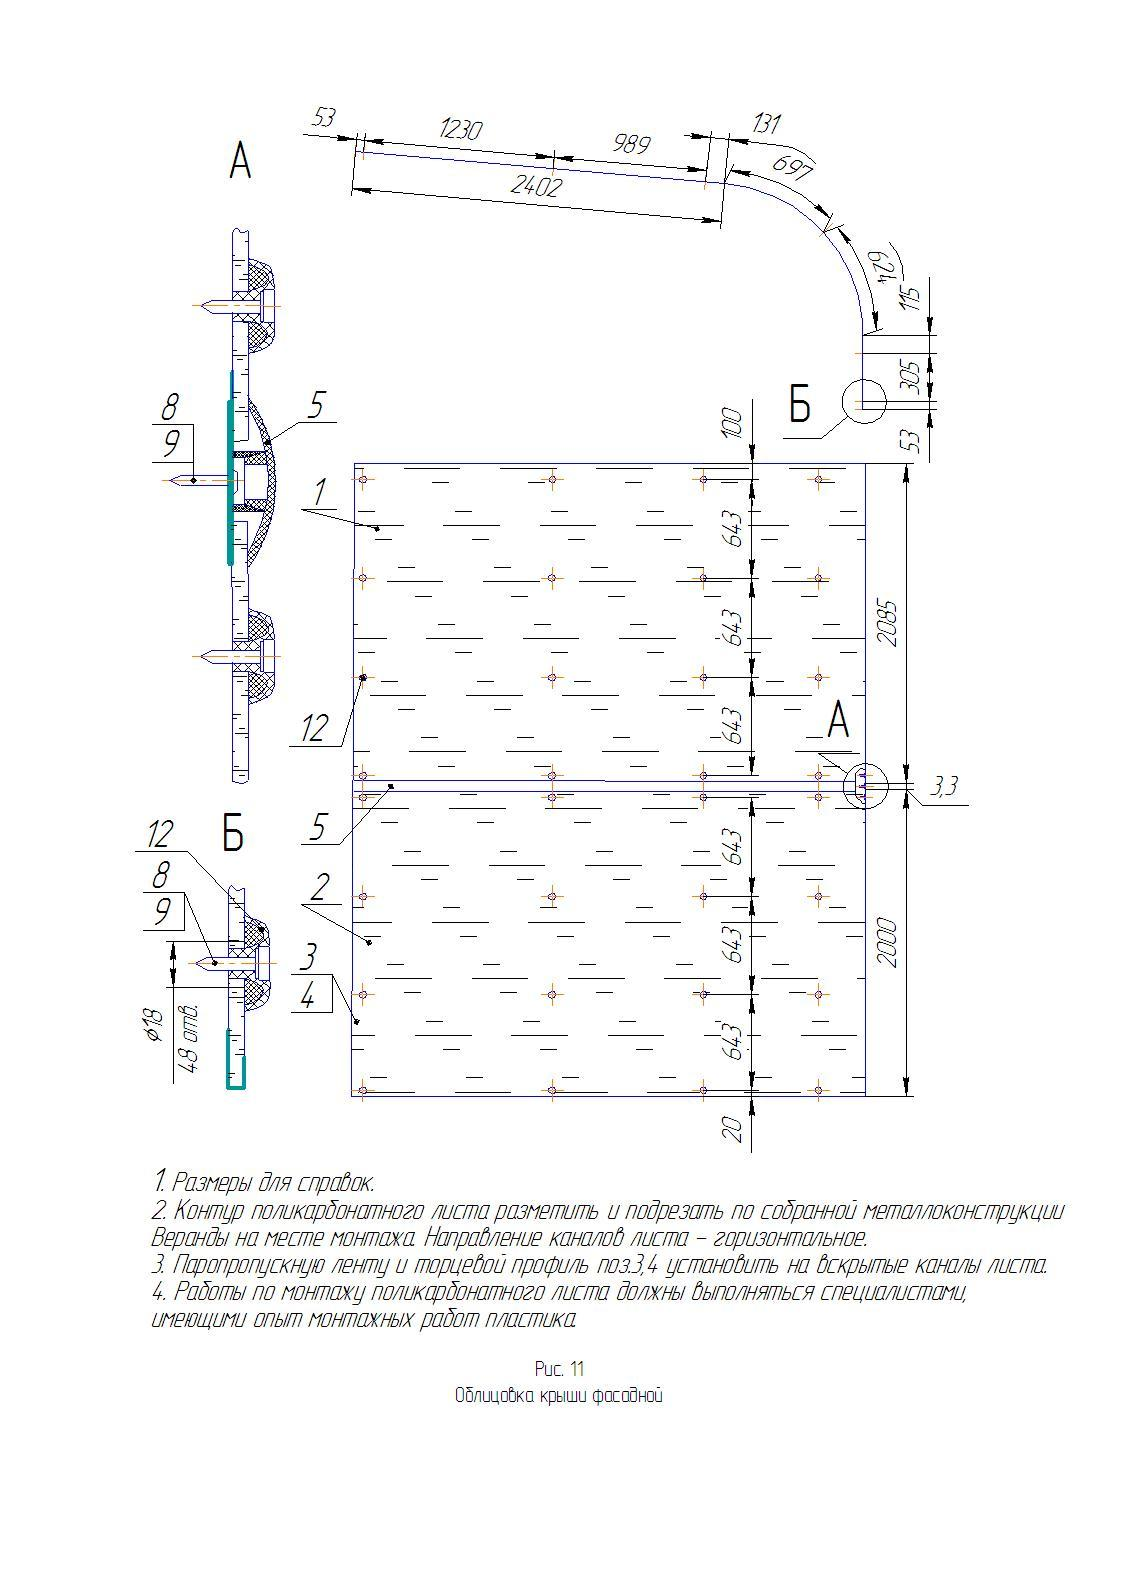 53
1230
989
131
697
624
2402
115
305
53
А
Б
8
9
5
1
100
643
643
643
2085
12
А
3,3
5
2
3
4
643
643
643
2000
20
Б
12
8
9
ϕ18
48 отв.
1. Размеры для справок.
2. Контур поликарбонатного листа разметить и подрезать по собранной металлоконструкции
Веранды на месте монтажа. Направление каналов листа – горизонтальное.
3. Паропропускную ленту и торцевой профиль поз.3,4 установить на вскрытые каналы листа.
4. Работы по монтажу поликарбонатного листа должны выполняться специалистами,
имеющими опыт монтажных работ пластика.
Рис. 11
Облицовка крыши фасадной